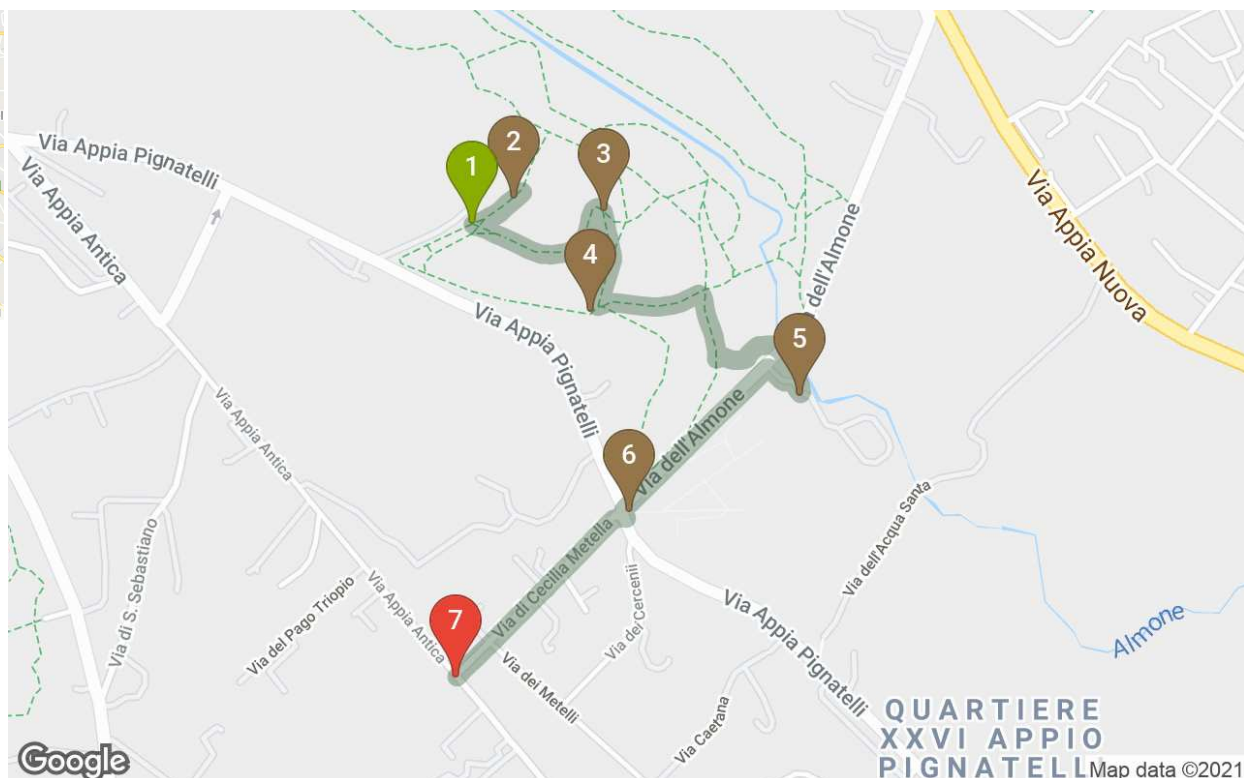 Via Appia Pignatelli
Via Appia Antica
1
2
3
4
5
6
7
dell'Almone
Via Appia Nuova
Via Appia Pignatelli
Via Appia Antica
Via dell'Almone
Via di S. Sebastiano
Via del Pago Triopio
Via Appia Antica
Via di Cecilia Metella
Via dei Cercenii
Via dell'Acqua Santa
Via Appia Pignatelli
Via dei Metelli
Via Caetana
Almone
QUARTIERE
XXVI APPIO
PIGNATELLI
Google
Map data ©2021